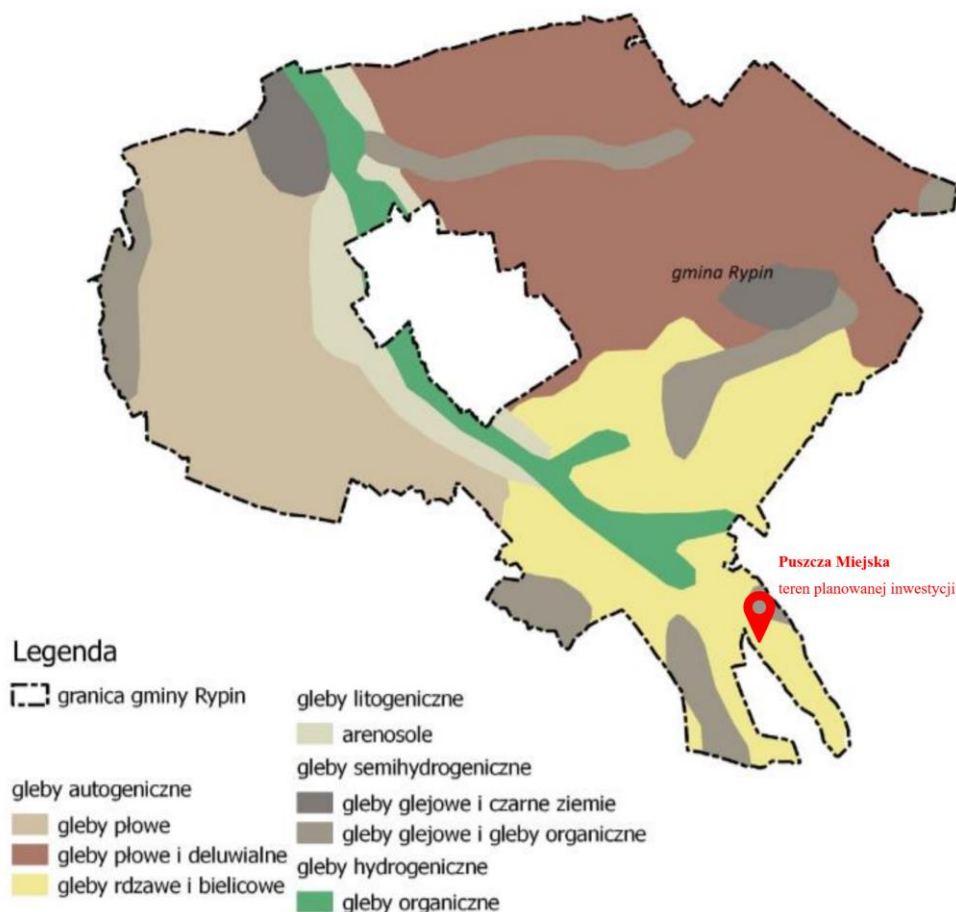 gmina Rypin
Puszcza Miejska
teren planowanej inwestycji
Legenda
granica gminy Rypin
gleby autogeniczne
gleby płowe
gleby płowe i deluwialne
gleby rdzawe i bielicowe
gleby litogeniczne
arenosole
gleby semihydrogeniczne
gleby glejowe i czarne ziemie
gleby glejowe i gleby organiczne
gleby hydrogeniczne
gleby organiczne